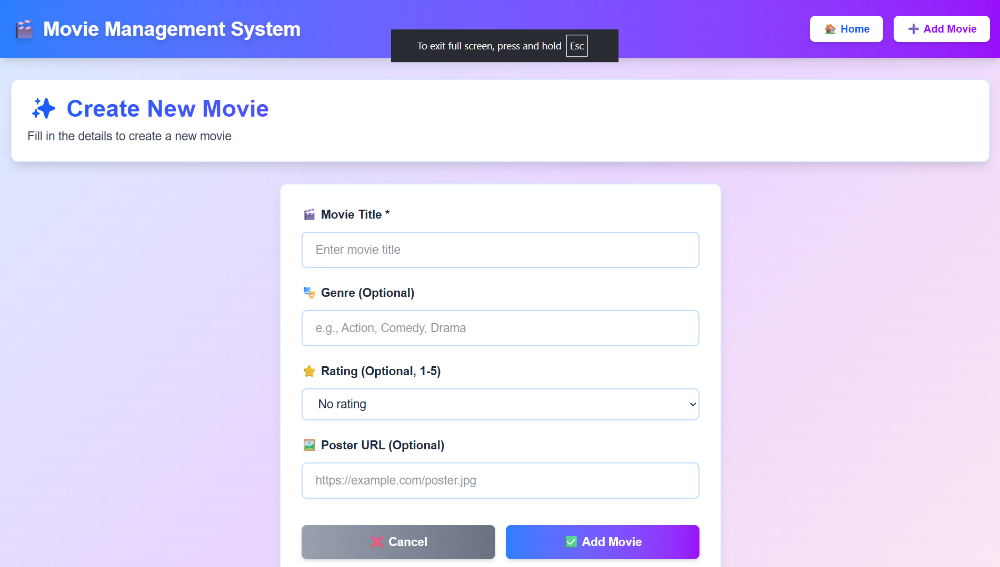 Movie Management System
Home
Add Movie
To exit full screen, press and hold Esc
Create New Movie
Fill in the details to create a new movie
Movie Title *
Enter movie title
Genre (Optional)
e.g., Action, Comedy, Drama
Rating (Optional, 1-5)
No rating
Poster URL (Optional)
https://example.com/poster.jpg
Cancel
Add Movie